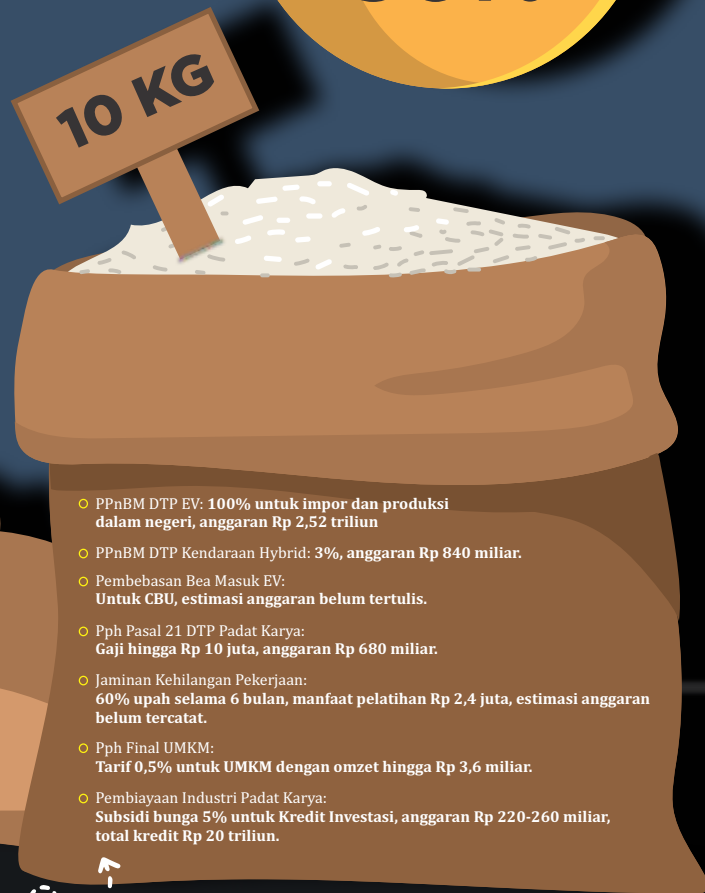 10 KG
PPnBM DTP EV: 100% untuk impor dan produksi
dalam negeri, anggaran Rp 2,52 triliun
PPnBM DTP Kendaraan Hybrid: 3%, anggaran Rp 840 miliar.
Pembebasan Bea Masuk EV:
Untuk CBU, estimasi anggaran belum tertulis.
Pph Pasal 21 DTP Padat Karya:
Gaji hingga Rp 10 juta, anggaran Rp 680 miliar.
Jaminan Kehilangan Pekerjaan:
60% upah selama 6 bulan, manfaat pelatihan Rp 2,4 juta, estimasi anggaran
belum tercatat.
Pph Final UMKM:
Tarif 0,5% untuk UMKM dengan omzet hingga Rp 3,6 miliar.
Pembiayaan Industri Padat Karya:
Subsidi bunga 5% untuk Kredit Investasi, anggaran Rp 220-260 miliar,
total kredit Rp 20 triliun.